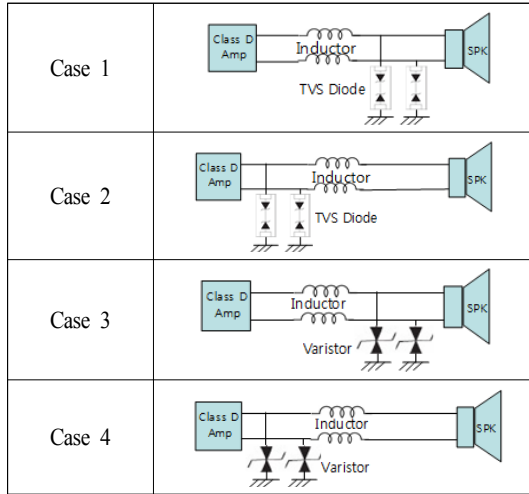 Case 1
Class D
Amp
Inductor
TVS Diode
SPK
Case 2
Class D
Amp
Inductor
TVS Diode
SPK
Case 3
Class D
Amp
Inductor
Varistor
SPK
Case 4
Class D
Amp
Inductor
Varistor
SPK